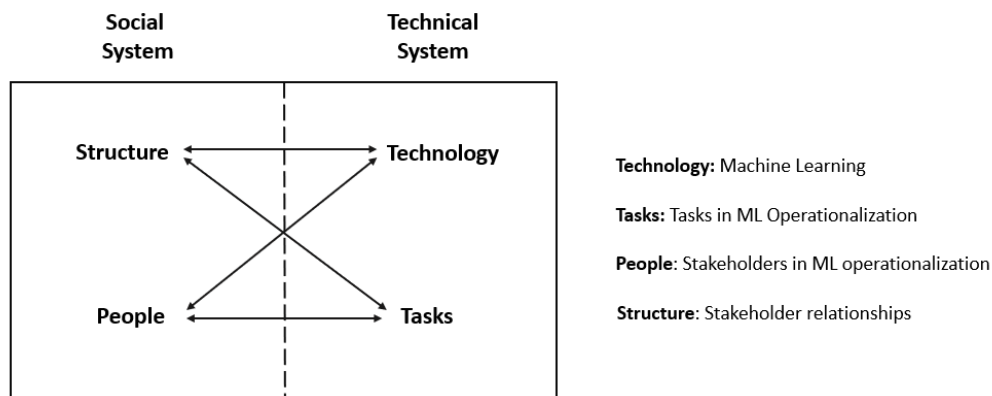 Social
System
Technical
System
Structure
Technology
People
Tasks
Technology: Machine Learning
Tasks: Tasks in ML Operationalization
People: Stakeholders in ML operationalization
Structure: Stakeholder relationships